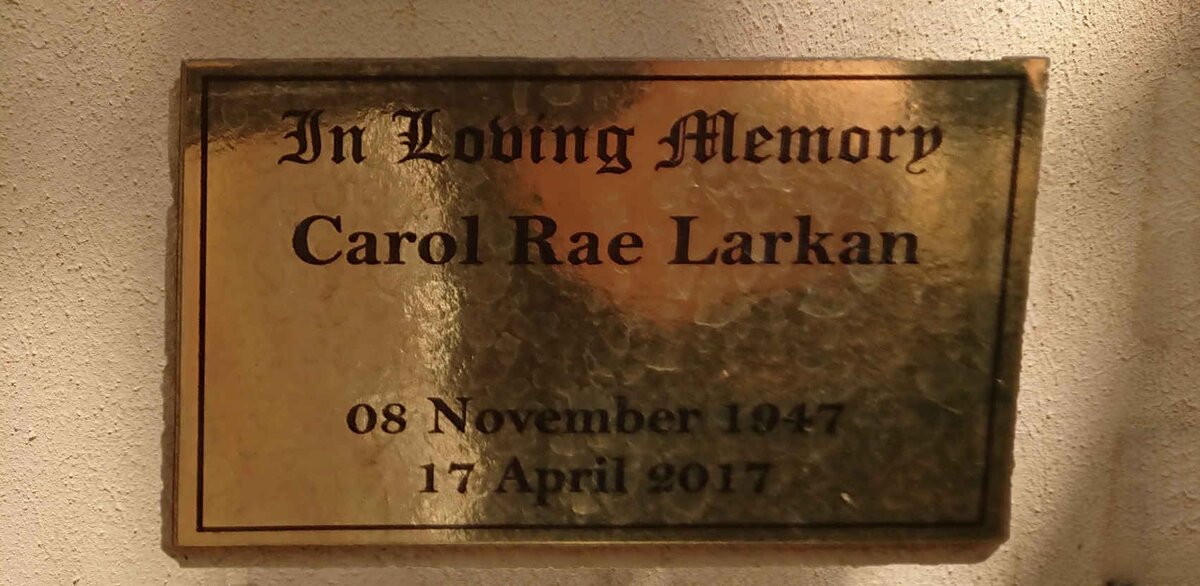 In Loving Memory
Carol Rae Larkan
08 November 1947
17 April 2017